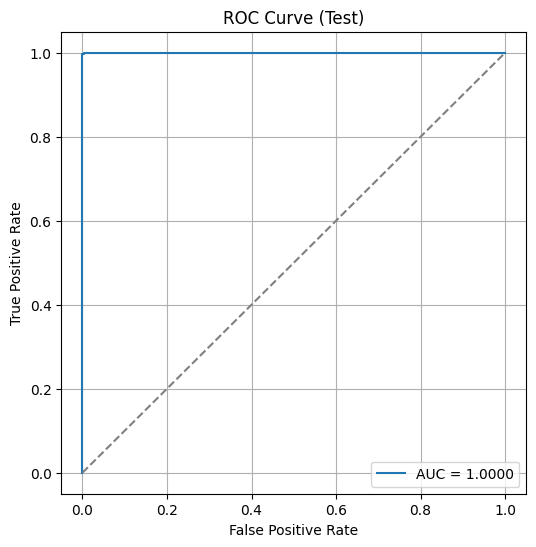 ROC Curve (Test)
True Positive Rate
1.0
0.8
0.6
0.4
0.2
0.0
AUC = 1.0000
0.0 0.2 0.4 0.6 0.8 1.0
False Positive Rate